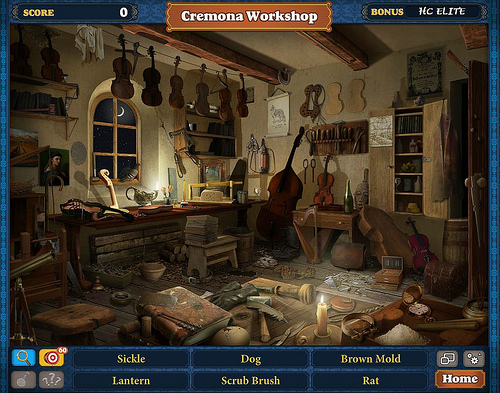 SCORE 0
Cremona Workshop
BONUS HC ELITE
60
Sickle Dog Brown Mold
Lantern Scrub Brush Rat
Home